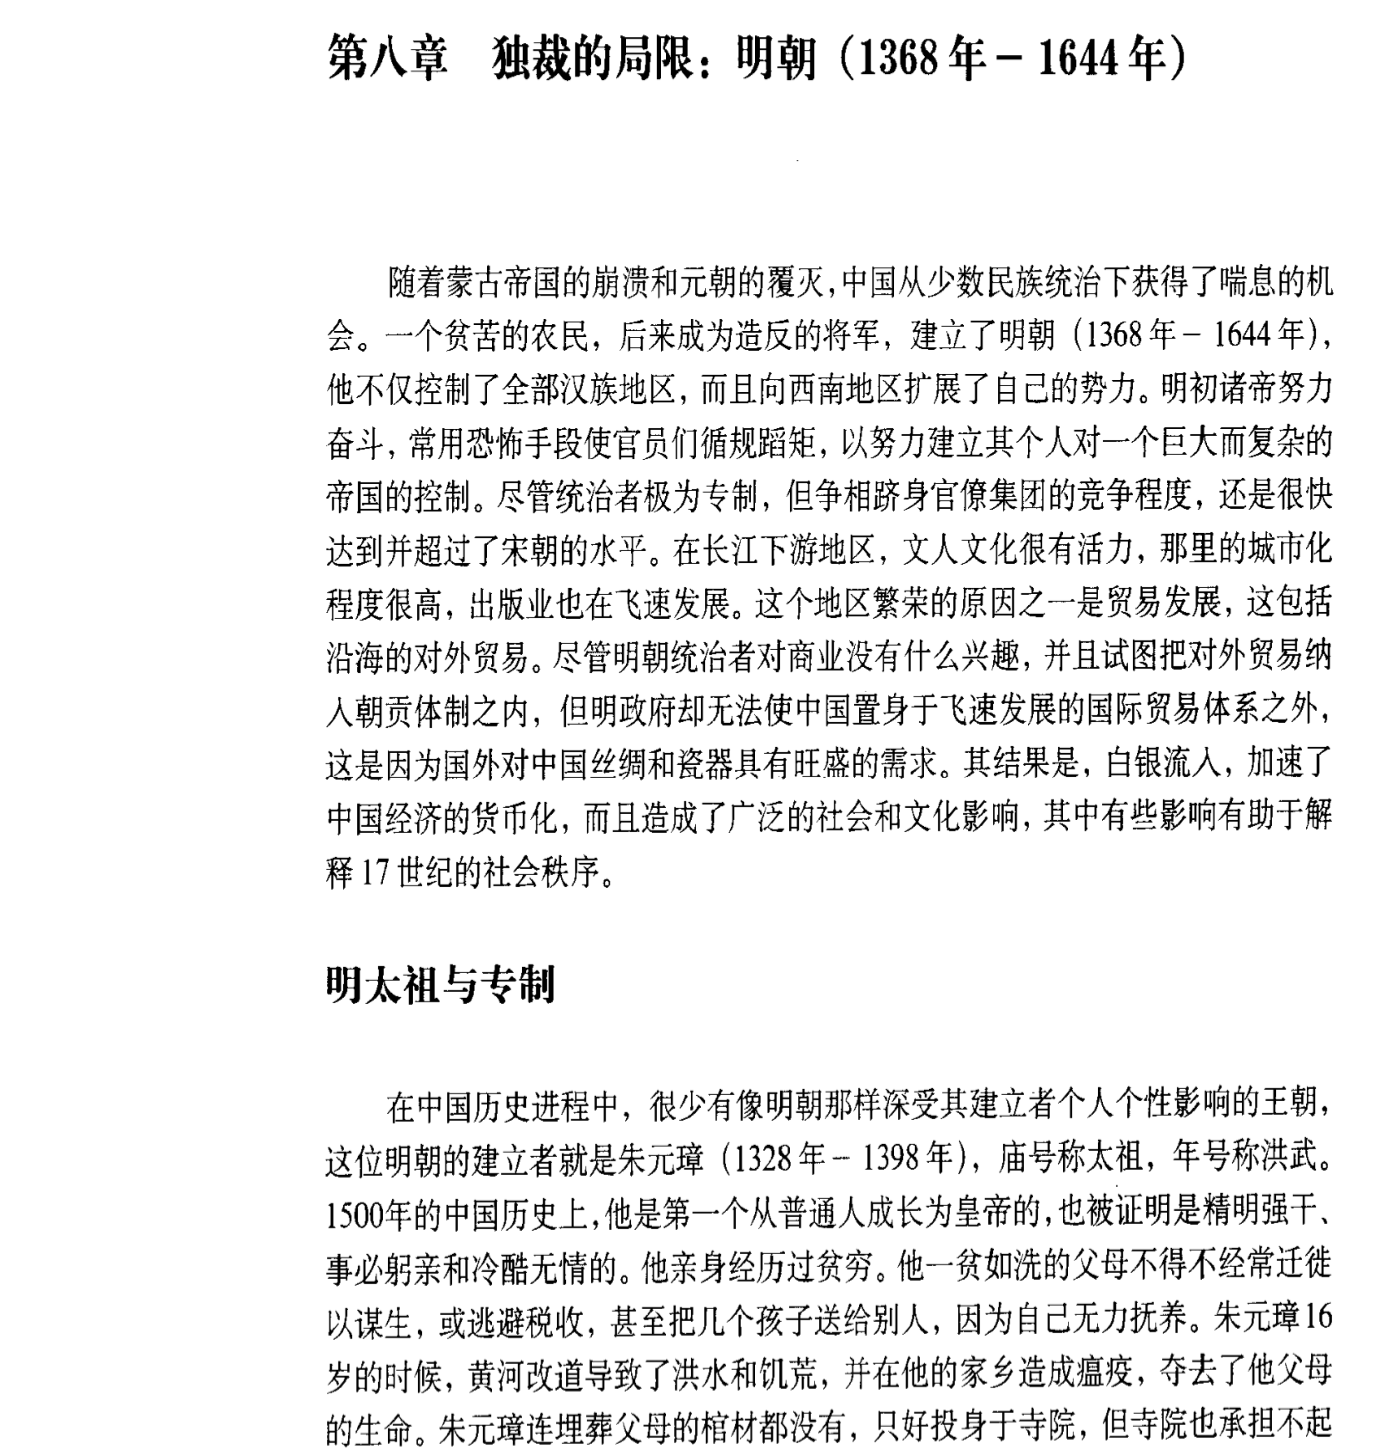 第八章　独裁的局限：明朝（1368年－1644年）
随着蒙古帝国的崩溃和元朝的覆灭，中国从少数民族统治下获得了喘息的机
会。一个贫苦的农民，后来成为造反的将军，建立了明朝（1368年－1644年），
他不仅控制了全部汉族地区，而且向西南地区扩展了自己的势力。明初诸帝努力
奋斗，常用恐怖手段使官员们循规蹈矩，以努力建立其个人对一个巨大而复杂的
帝国的控制。尽管统治者极为专制，但争相跻身官僚集团的竞争程度，还是很快
达到并超过了宋朝的水平。在长江下游地区，文人文化很有活力，那里的城市化
程度很高，出版业也在飞速发展。这个地区繁荣的原因之一是贸易发展，这包括
沿海的对外贸易。尽管明朝统治者对商业没有什么兴趣，并且试图把对外贸易纳
入朝贡体制之内，但明政府却无法使中国置身于飞速发展的国际贸易体系之外，
这是因为国外对中国丝绸和瓷器具有旺盛的需求。其结果是，白银流入，加速了
中国经济的货币化，而且造成了广泛的社会和文化影响，其中有些影响有助于解
释17世纪的社会秩序。
明太祖与专制
在中国历史进程中，很少有像明朝那样深受其建立者个人个性影响的王朝，
这位明朝的建立者就是朱元璋（1328年－1398年），庙号称太祖，年号称洪武。
1500年的中国历史上，他是第一个从普通人成长为皇帝的，也被证明是精明强干、
事必躬亲和冷酷无情的。他亲身经历过贫穷。他一贫如洗的父母不得不经常迁徙
以谋生，或逃避税收，甚至把几个孩子送给别人，因为自己无力抚养。朱元璋16
岁的时候，黄河改道导致了洪水和饥荒，并在他的家乡造成瘟疫，夺去了他父母
的生命。朱元璋连埋葬父母的棺材都没有，只好投身于寺院，但寺院也承担不起